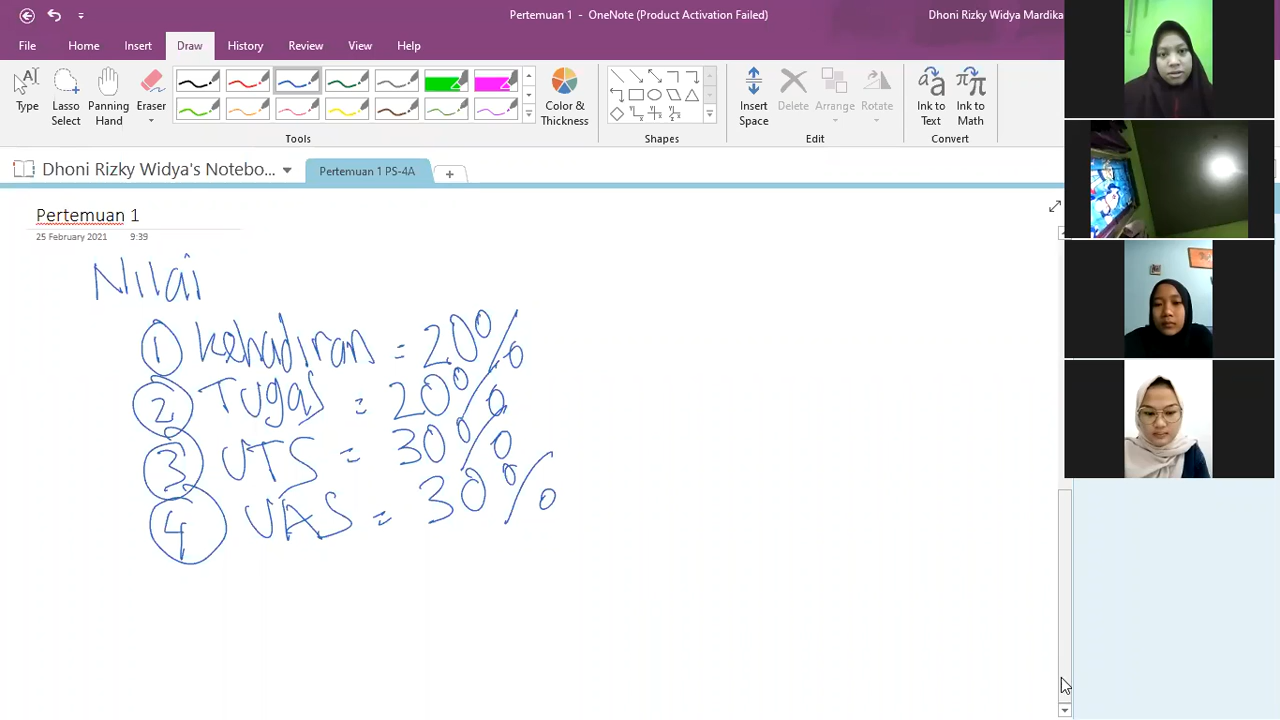 Pertemuan 1 - OneNote (Product Activation Failed)
Dhoni Rizky Widya Mardika
File Home Insert Draw History Review View Help
Type
Lasso Select
Panning Hand
Eraser
Color & Thickness
Insert Space
Delete
Arrange
Rotate
Ink to Text
Ink to Math
Tools
Shapes
Edit
Convert
Dhoni Rizky Widya's Notebo...
Pertemuan 1 PS-4A
Pertemuan 1
25 February 2021 9:39
Nilai
1 Kehadiran = 20%
2 Tugas = 20%
3 UTS = 30%
4 UAS = 30%